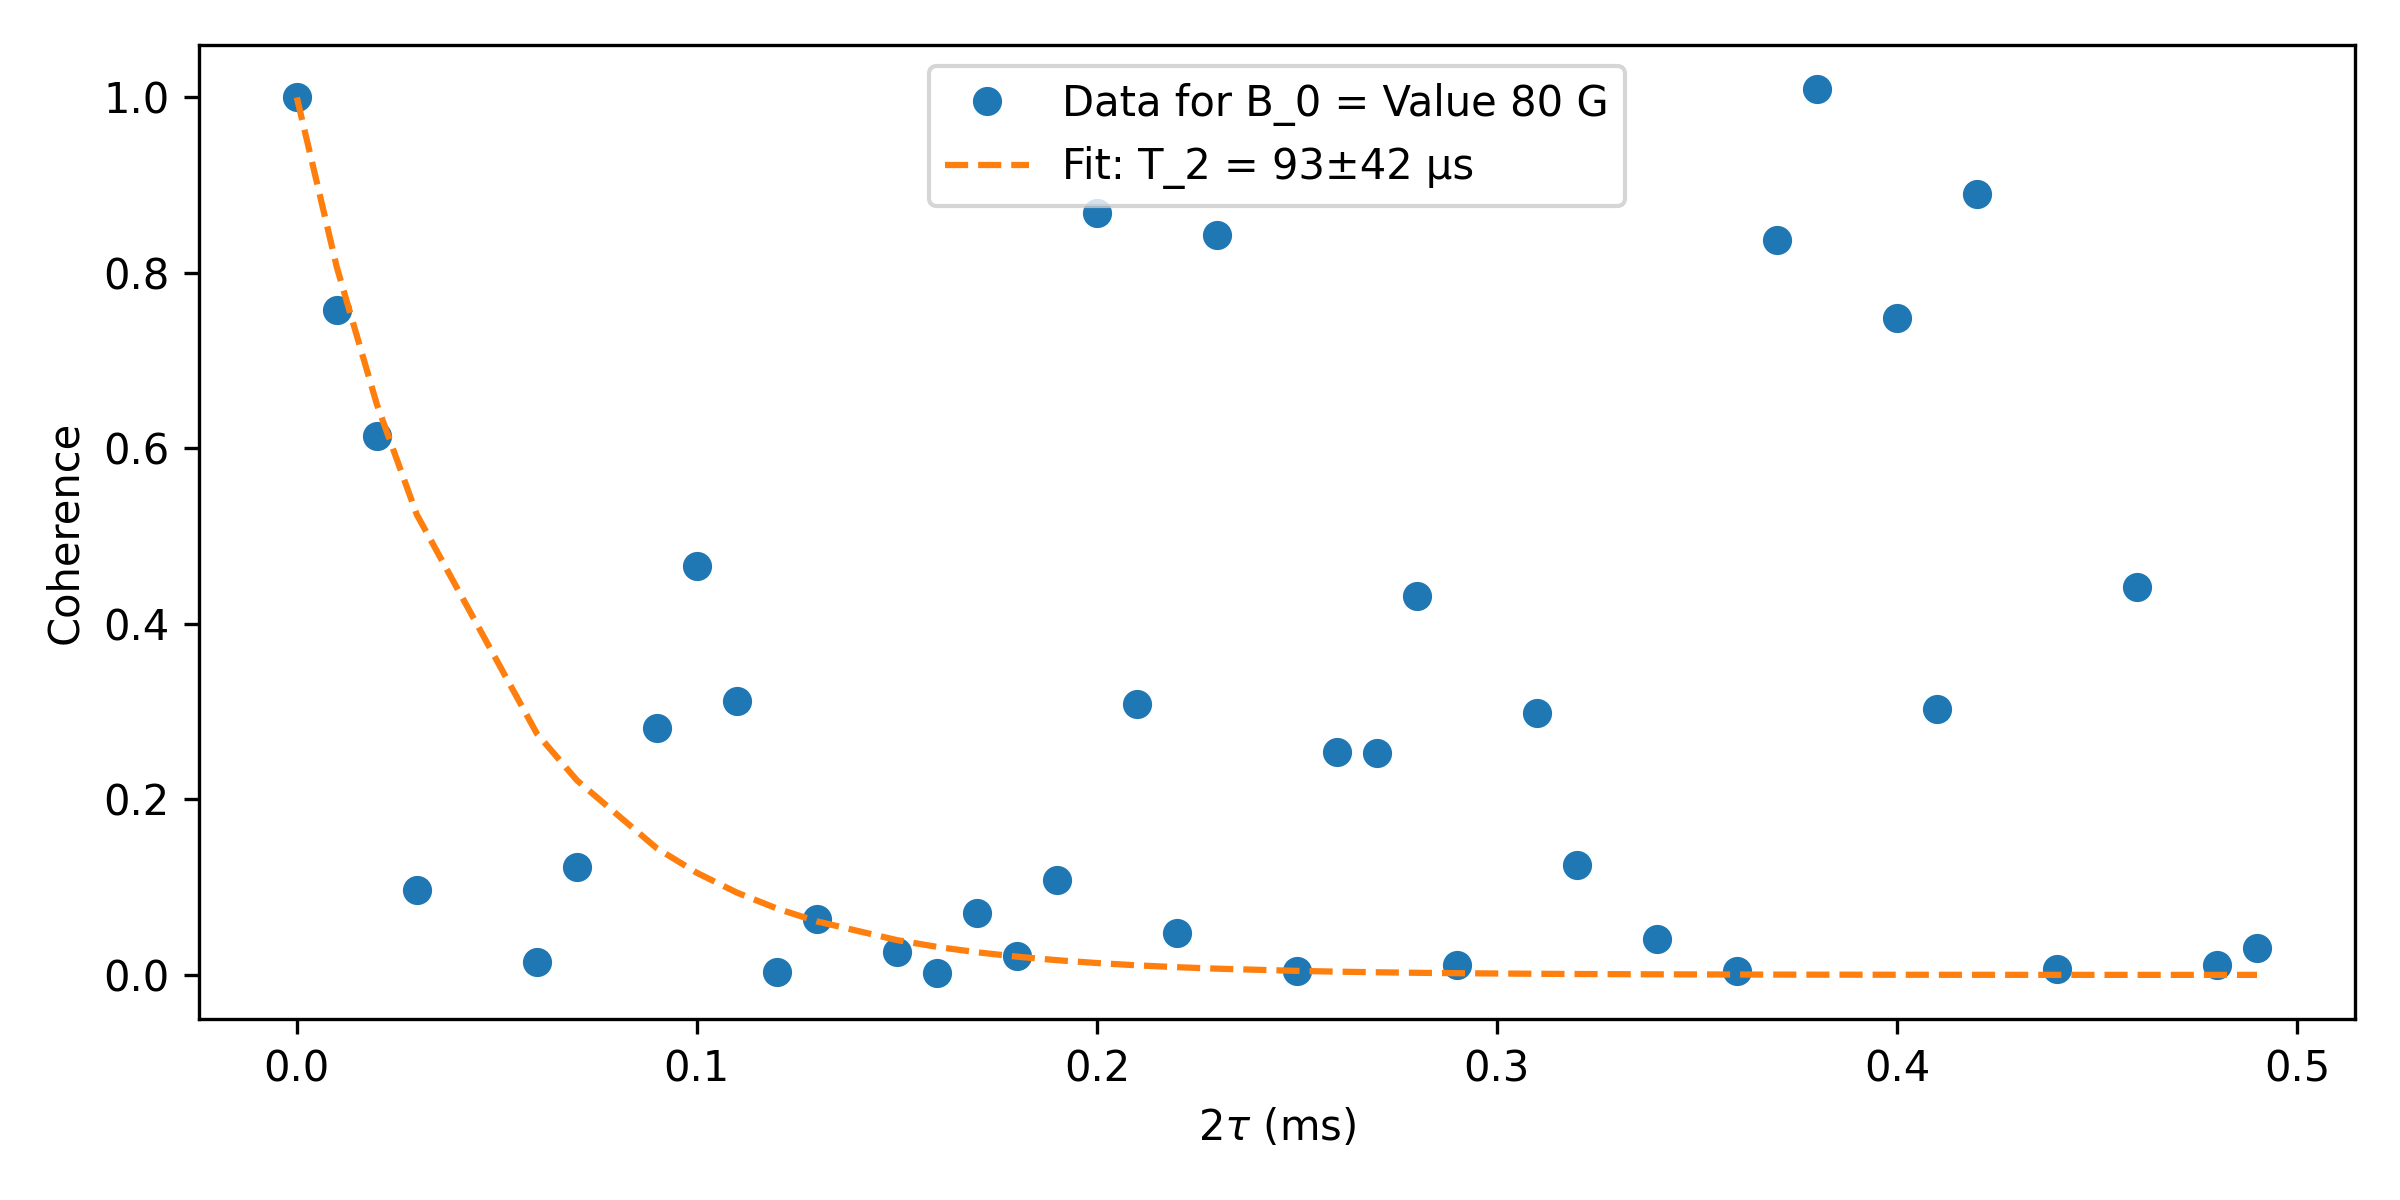 Data for B_0 = Value 80 G
Fit: T_2 = 93±42 μs
Coherence
1.0
0.8
0.6
0.4
0.2
0.0
0.0 0.1 0.2 0.3 0.4 0.5
2τ (ms)